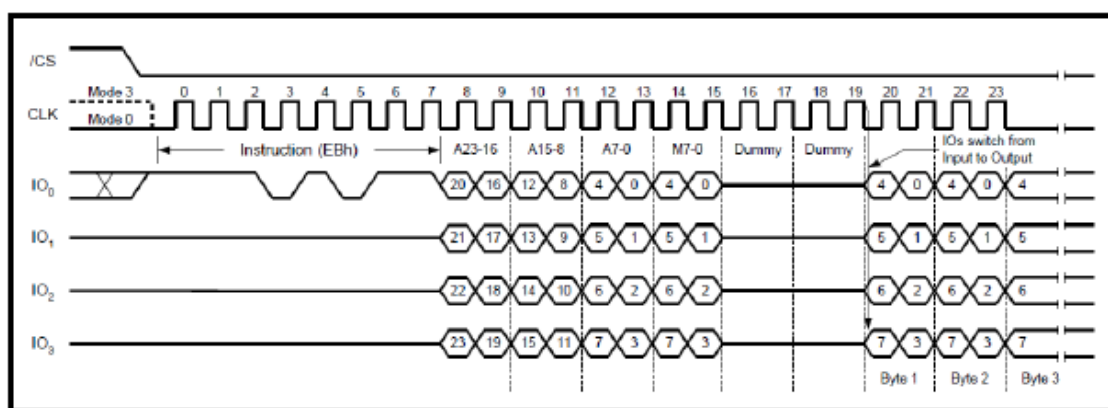 /CS
Mode 3 0 1 2 3 4 5 6 7 8 9 10 11 12 13 14 15 16 17 18 19 20 21 22 23
CLK
Mode 0
Instruction (EBh) A23-16 A15-8 A7-0 M7-0 Dummy Dummy IOs switch from
Input to Output
IO0 20 16 12 8 4 0 4 0 4 0 4 0 4
IO1 21 17 13 9 5 1 5 1 5 1 5 1 5
IO2 22 18 14 10 6 2 6 2 6 2 6 2 6
IO3 23 19 15 11 7 3 7 3 7 3 7 3 7
Byte 1 Byte 2 Byte 3